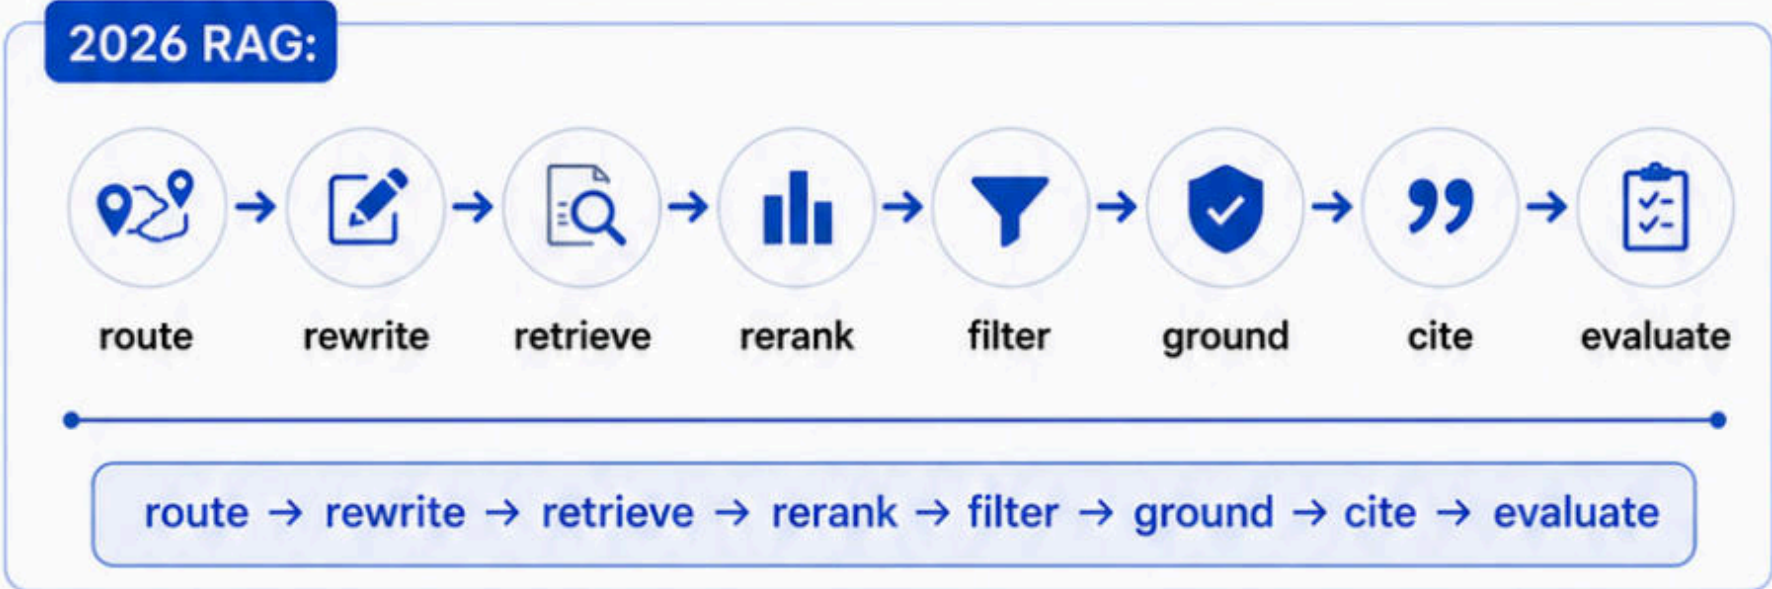 2026 RAG:
route → rewrite → retrieve → rerank → filter → ground → cite → evaluate
route → rewrite → retrieve → rerank → filter → ground → cite → evaluate